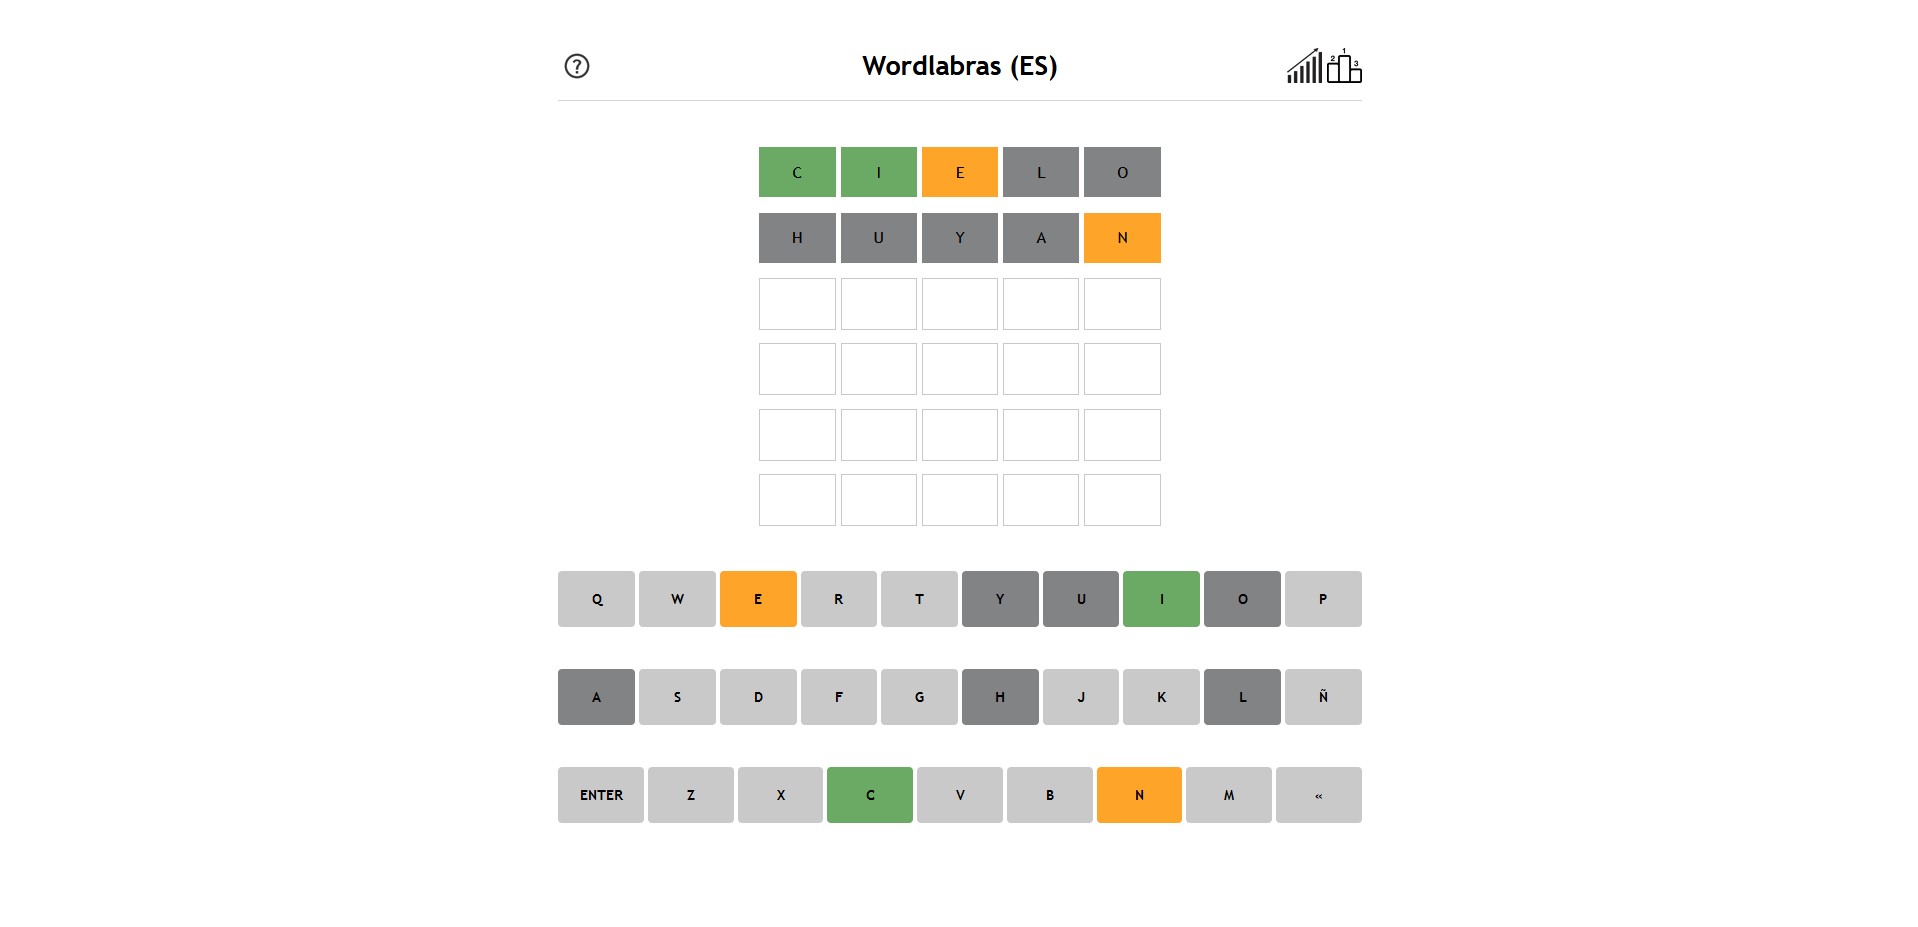 ?
Wordlabras (ES)
2 1 3
C I E L O
H U Y A N
Q W E R T Y U I O P
A S D F G H J K L Ñ
ENTER Z X C V B N M «